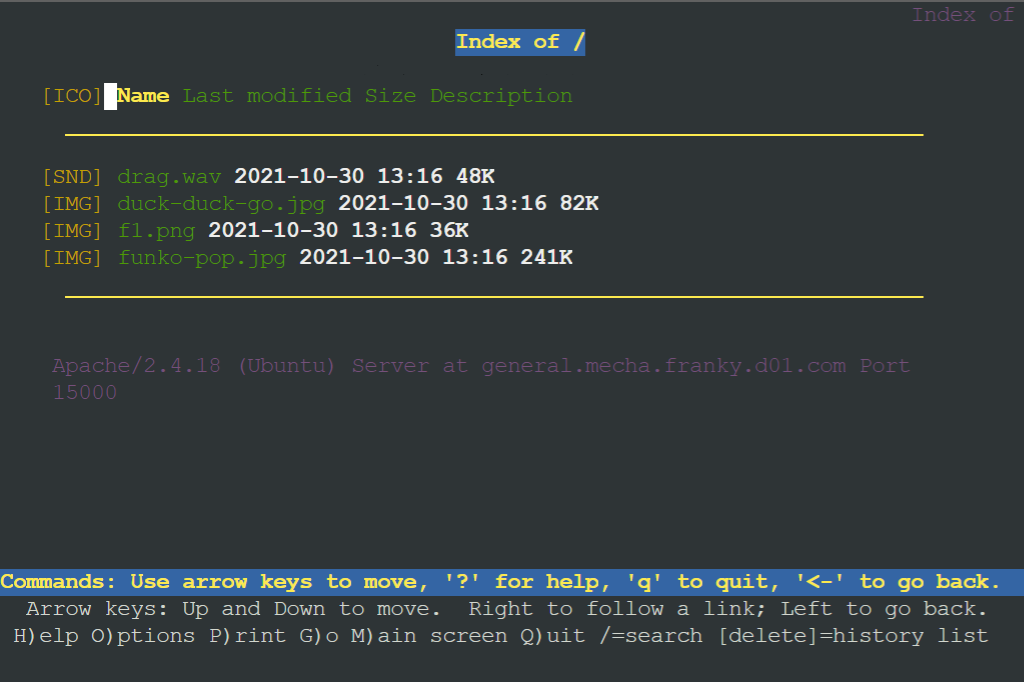 Index of
Index of /
[ICO] Name Last modified Size Description
[SND] drag.wav 2021-10-30 13:16 48K
[IMG] duck-duck-go.jpg 2021-10-30 13:16 82K
[IMG] f1.png 2021-10-30 13:16 36K
[IMG] funko-pop.jpg 2021-10-30 13:16 241K
Apache/2.4.18 (Ubuntu) Server at general.mecha.franky.d01.com Port
15000
Commands: Use arrow keys to move, '?' for help, 'q' to quit, '<-' to go back.
Arrow keys: Up and Down to move. Right to follow a link; Left to go back.
H)elp O)ptions P)rint G)o M)ain screen Q)uit /=search [delete]=history list